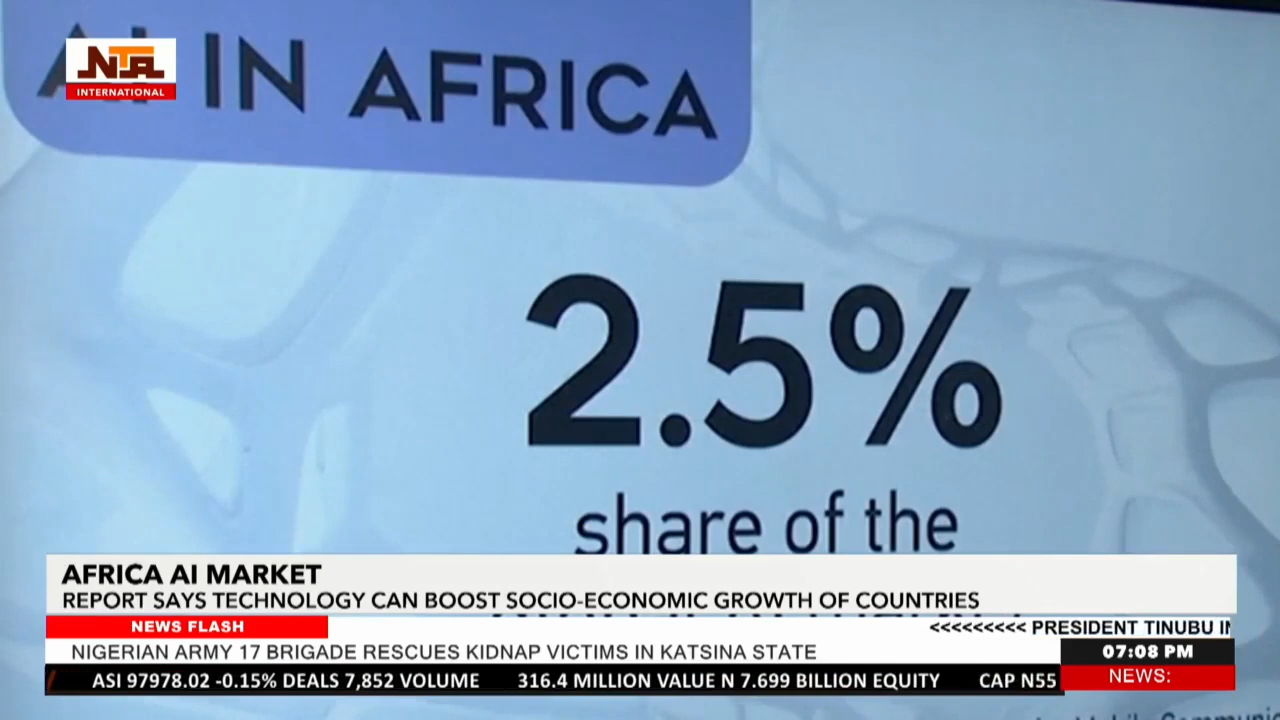 AI IN AFRICA
NTA
INTERNATIONAL
2.5%
share of the
AFRICA AI MARKET
REPORT SAYS TECHNOLOGY CAN BOOST SOCIO-ECONOMIC GROWTH OF COUNTRIES
NEWS FLASH
<<<<<<<<< PRESIDENT TINUBU
NIGERIAN ARMY 17 BRIGADE RESCUES KIDNAP VICTIMS IN KATSINA STATE
07:08 PM
ASI 97978.02 -0.15% DEALS 7,852 VOLUME 316.4 MILLION VALUE N 7.699 BILLION EQUITY CAP N55
NEWS: